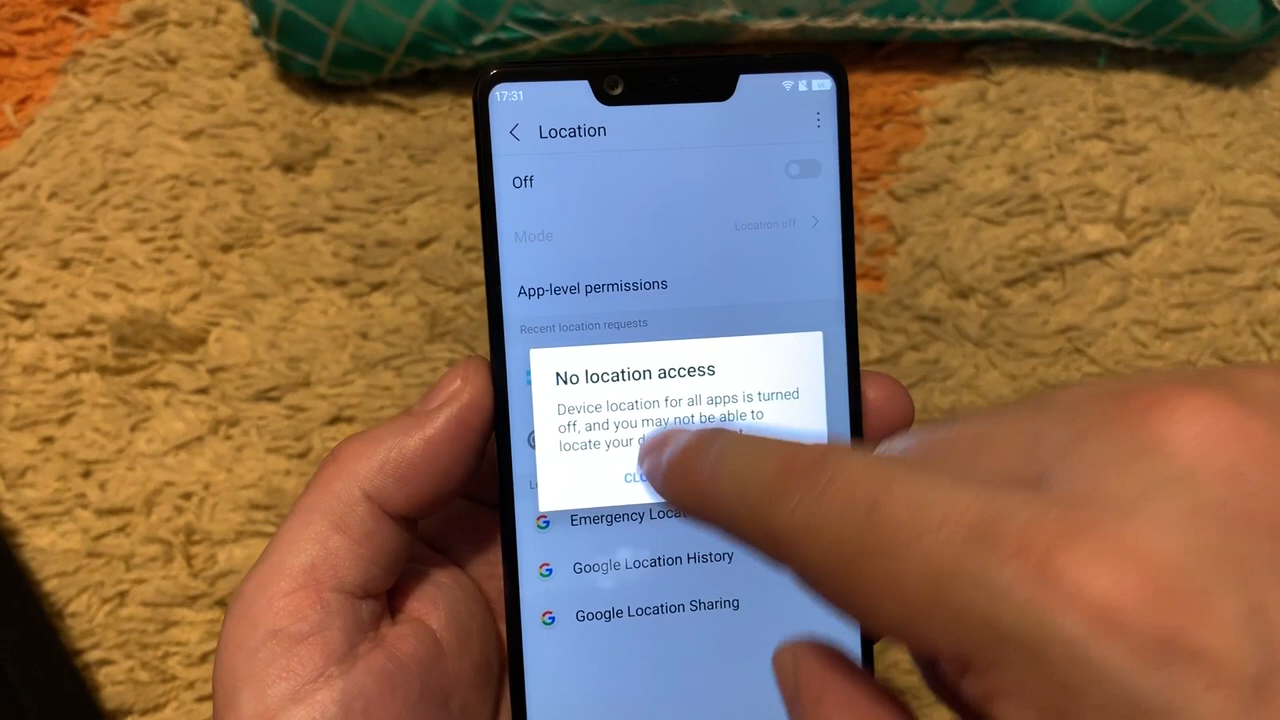 17:31
Location
Off
Mode
Location off
App-level permissions
Recent location requests
No location access
Device location for all apps is turned
off, and you may not be able to
locate your
Emergency
Google Location History
Google Location Sharing